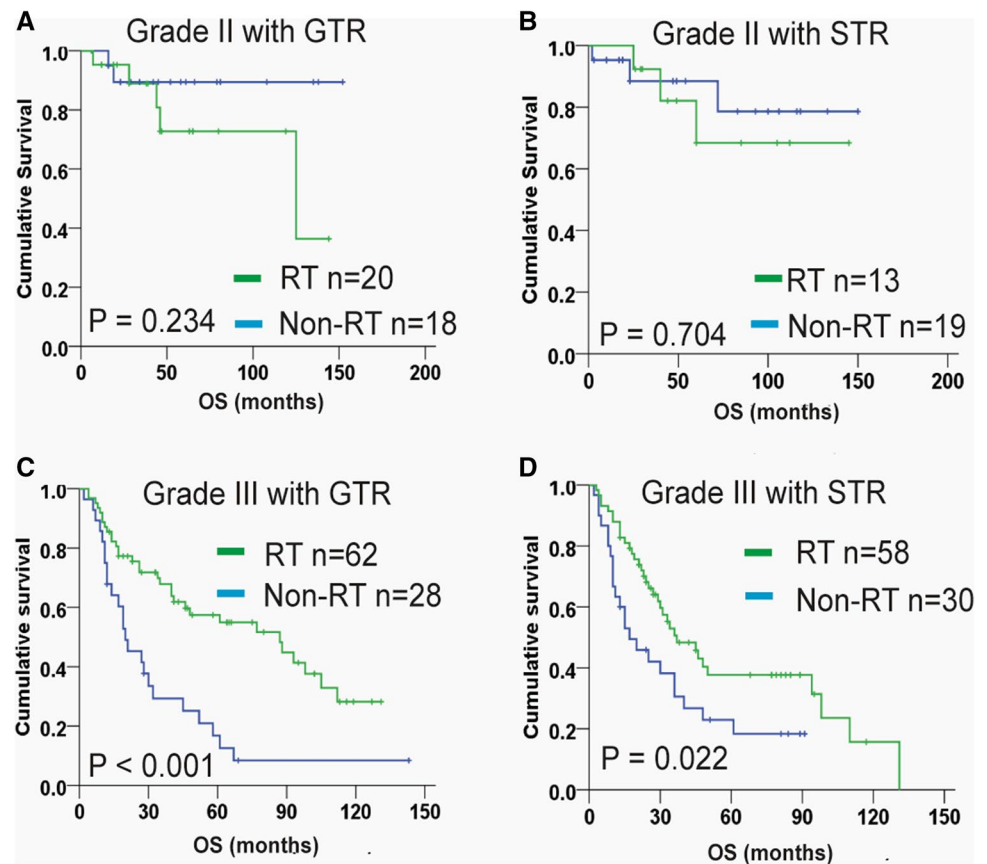 A
Grade II with GTR
Cumulative Survival
1.0
0.8
0.6
0.4
0.2
0.0
RT n=20
Non-RT n=18
P = 0.234
0 50 100 150 200
OS (months)
B
Grade II with STR
Cumulative Survival
1.0
0.8
0.6
0.4
0.2
0.0
RT n=13
Non-RT n=19
P = 0.704
0 50 100 150 200
OS (months)
C
Grade III with GTR
Cumulative survival
1.0
0.8
0.6
0.4
0.2
0.0
RT n=62
Non-RT n=28
P < 0.001
0 30 60 90 120 150
OS (months)
D
Grade III with STR
Cumulative survival
1.0
0.8
0.6
0.4
0.2
0.0
RT n=58
Non-RT n=30
P = 0.022
0 30 60 90 120 150
OS (months)